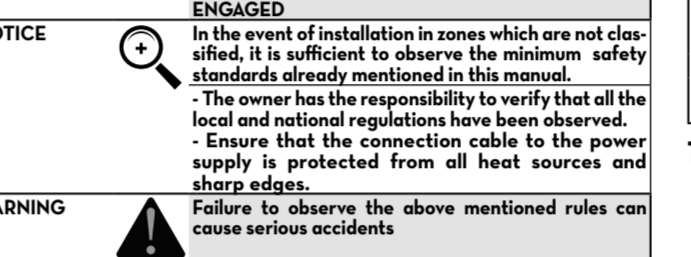 ENGAGED
OTICE
In the event of installation in zones which are not clas-
sified, it is sufficient to observe the minimum safety
standards already mentioned in this manual.
- The owner has the responsibility to verify that all the
local and national regulations have been observed.
- Ensure that the connection cable to the power
supply is protected from all heat sources and
sharp edges.
ARNING
Failure to observe the above mentioned rules can
cause serious accidents